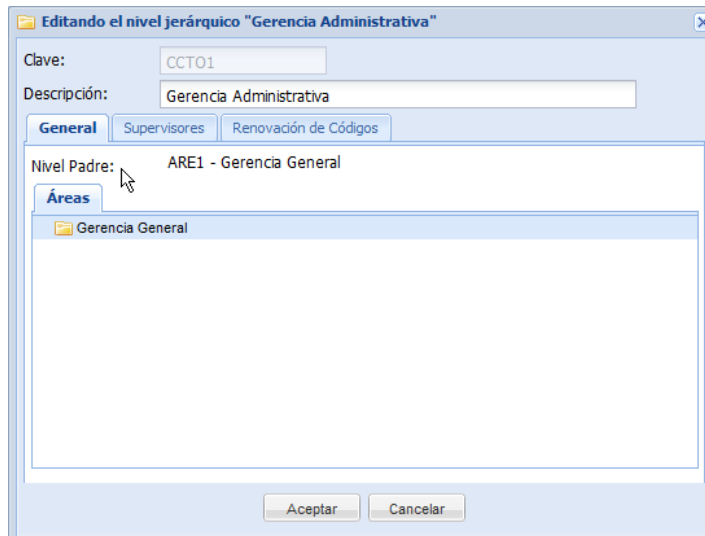 Editando el nivel jerárquico "Gerencia Administrativa"
Clave: CCTO1
Descripción: Gerencia Administrativa
General Supervisores Renovación de Códigos
Nivel Padre: ARE1 - Gerencia General
Áreas
Gerencia General
Aceptar Cancelar